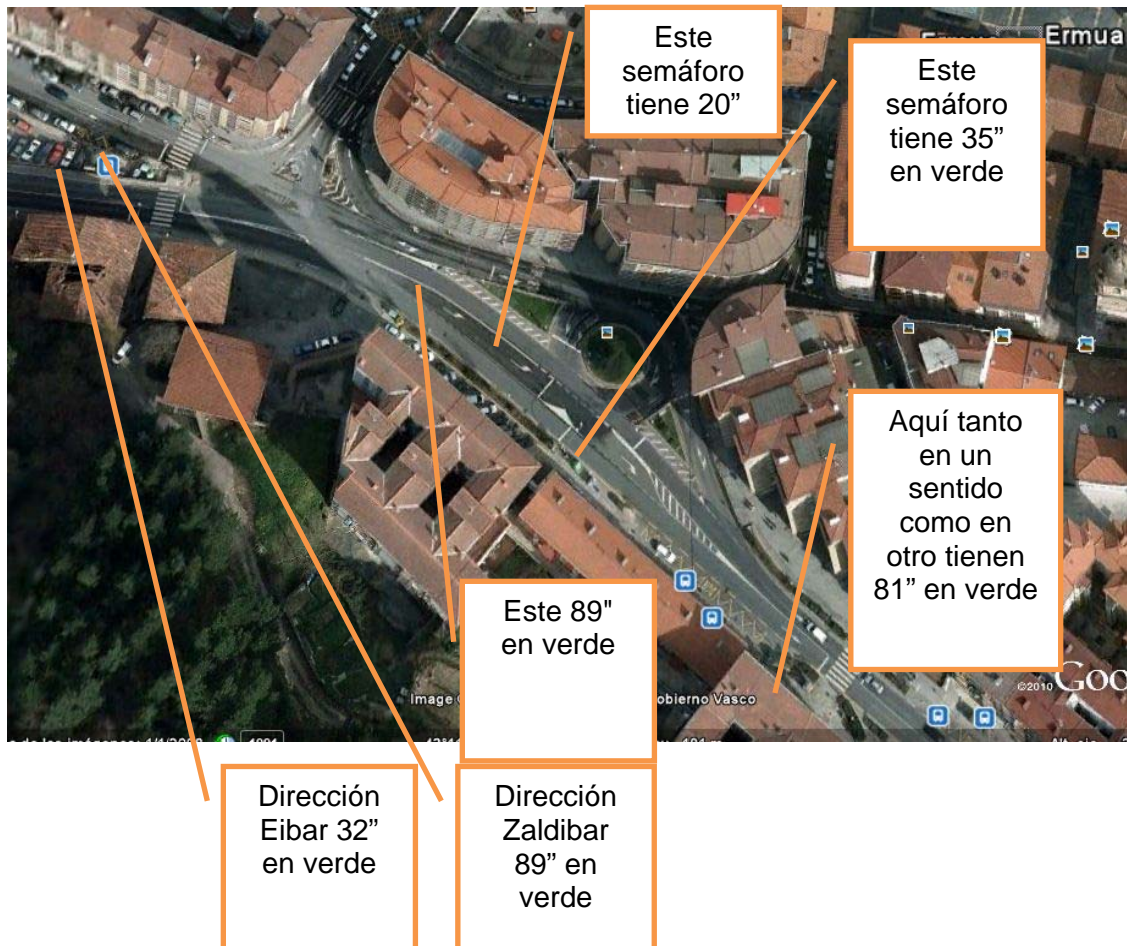 Este
semáforo
tiene 20”
Este
semáforo
tiene 35”
en verde
Ermua
Aquí tanto
en un
sentido
como en
otro tienen
81” en verde
Este 89"
en verde
Image
obierno Vasco
©2010 Goo
Dirección
Eibar 32”
en verde
Dirección
Zaldibar
89” en
verde